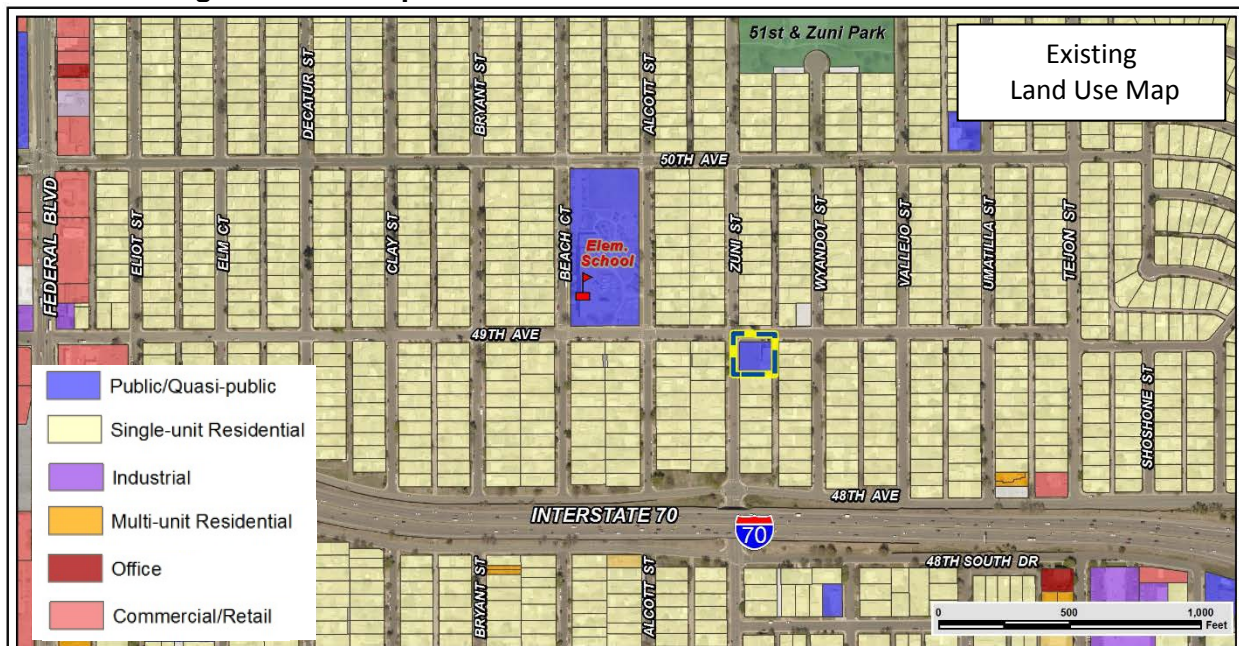 51st & Zuni Park
Existing
Land Use Map
DECATUR ST
BRYANT ST
ALCOTT ST
50TH AVE
FEDERAL BLVD
ELIOT ST
ELM CT
CLAY ST
BEACH CT
Elem.
School
ZUNI ST
WYANDOT ST
VALLEJO ST
UMATILLA ST
TEJON ST
49TH AVE
SHOSHONE ST
Public/Quasi-public
Single-unit Residential
Industrial
Multi-unit Residential
Office
Commercial/Retail
48TH AVE
INTERSTATE 70
70
48TH SOUTH DR
BRYANT ST
ALCOTT ST
0 500 1,000
Feet